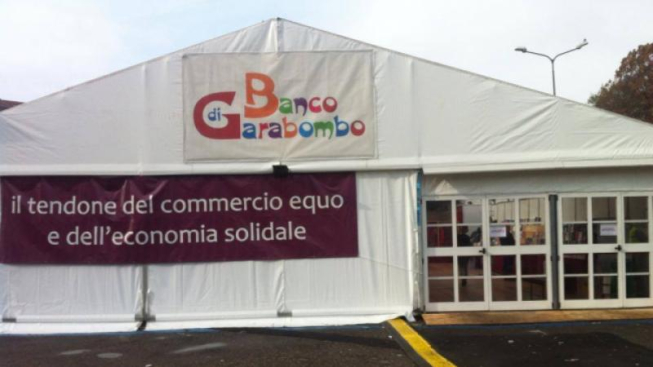 Banco
di
Garabombo
il tendone del commercio equo
e dell'economia solidale